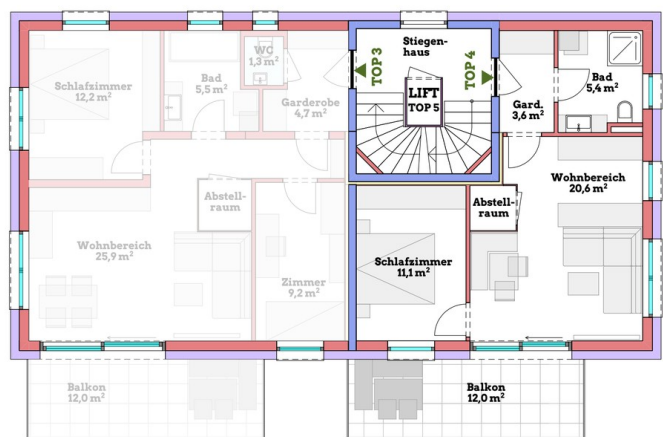 Schlafzimmer
12,2 m²
Bad
5,5 m²
WC
1,3 m²
Garderobe
4,7 m²
TOP 3
Stiegen-
haus
LIFT
TOP 5
TOP 4
Gard.
3,6 m²
Bad
5,4 m²
Abstell-
raum
Wohnbereich
25,9 m²
Zimmer
9,2 m²
Schlafzimmer
11,1 m²
Abstell-
raum
Wohnbereich
20,6 m²
Balkon
12,0 m²
Balkon
12,0 m²